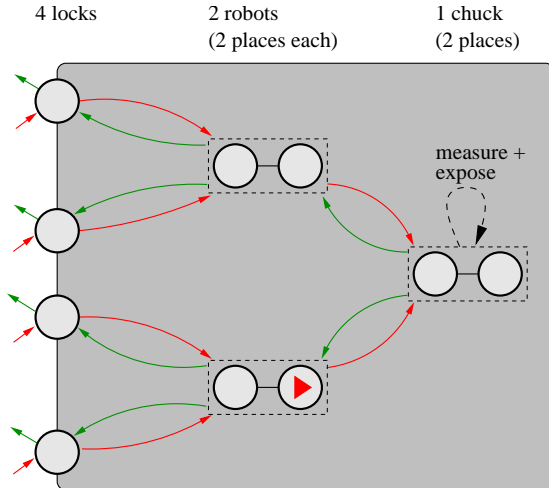 4 locks
2 robots
(2 places each)
1 chuck
(2 places)
measure +
expose